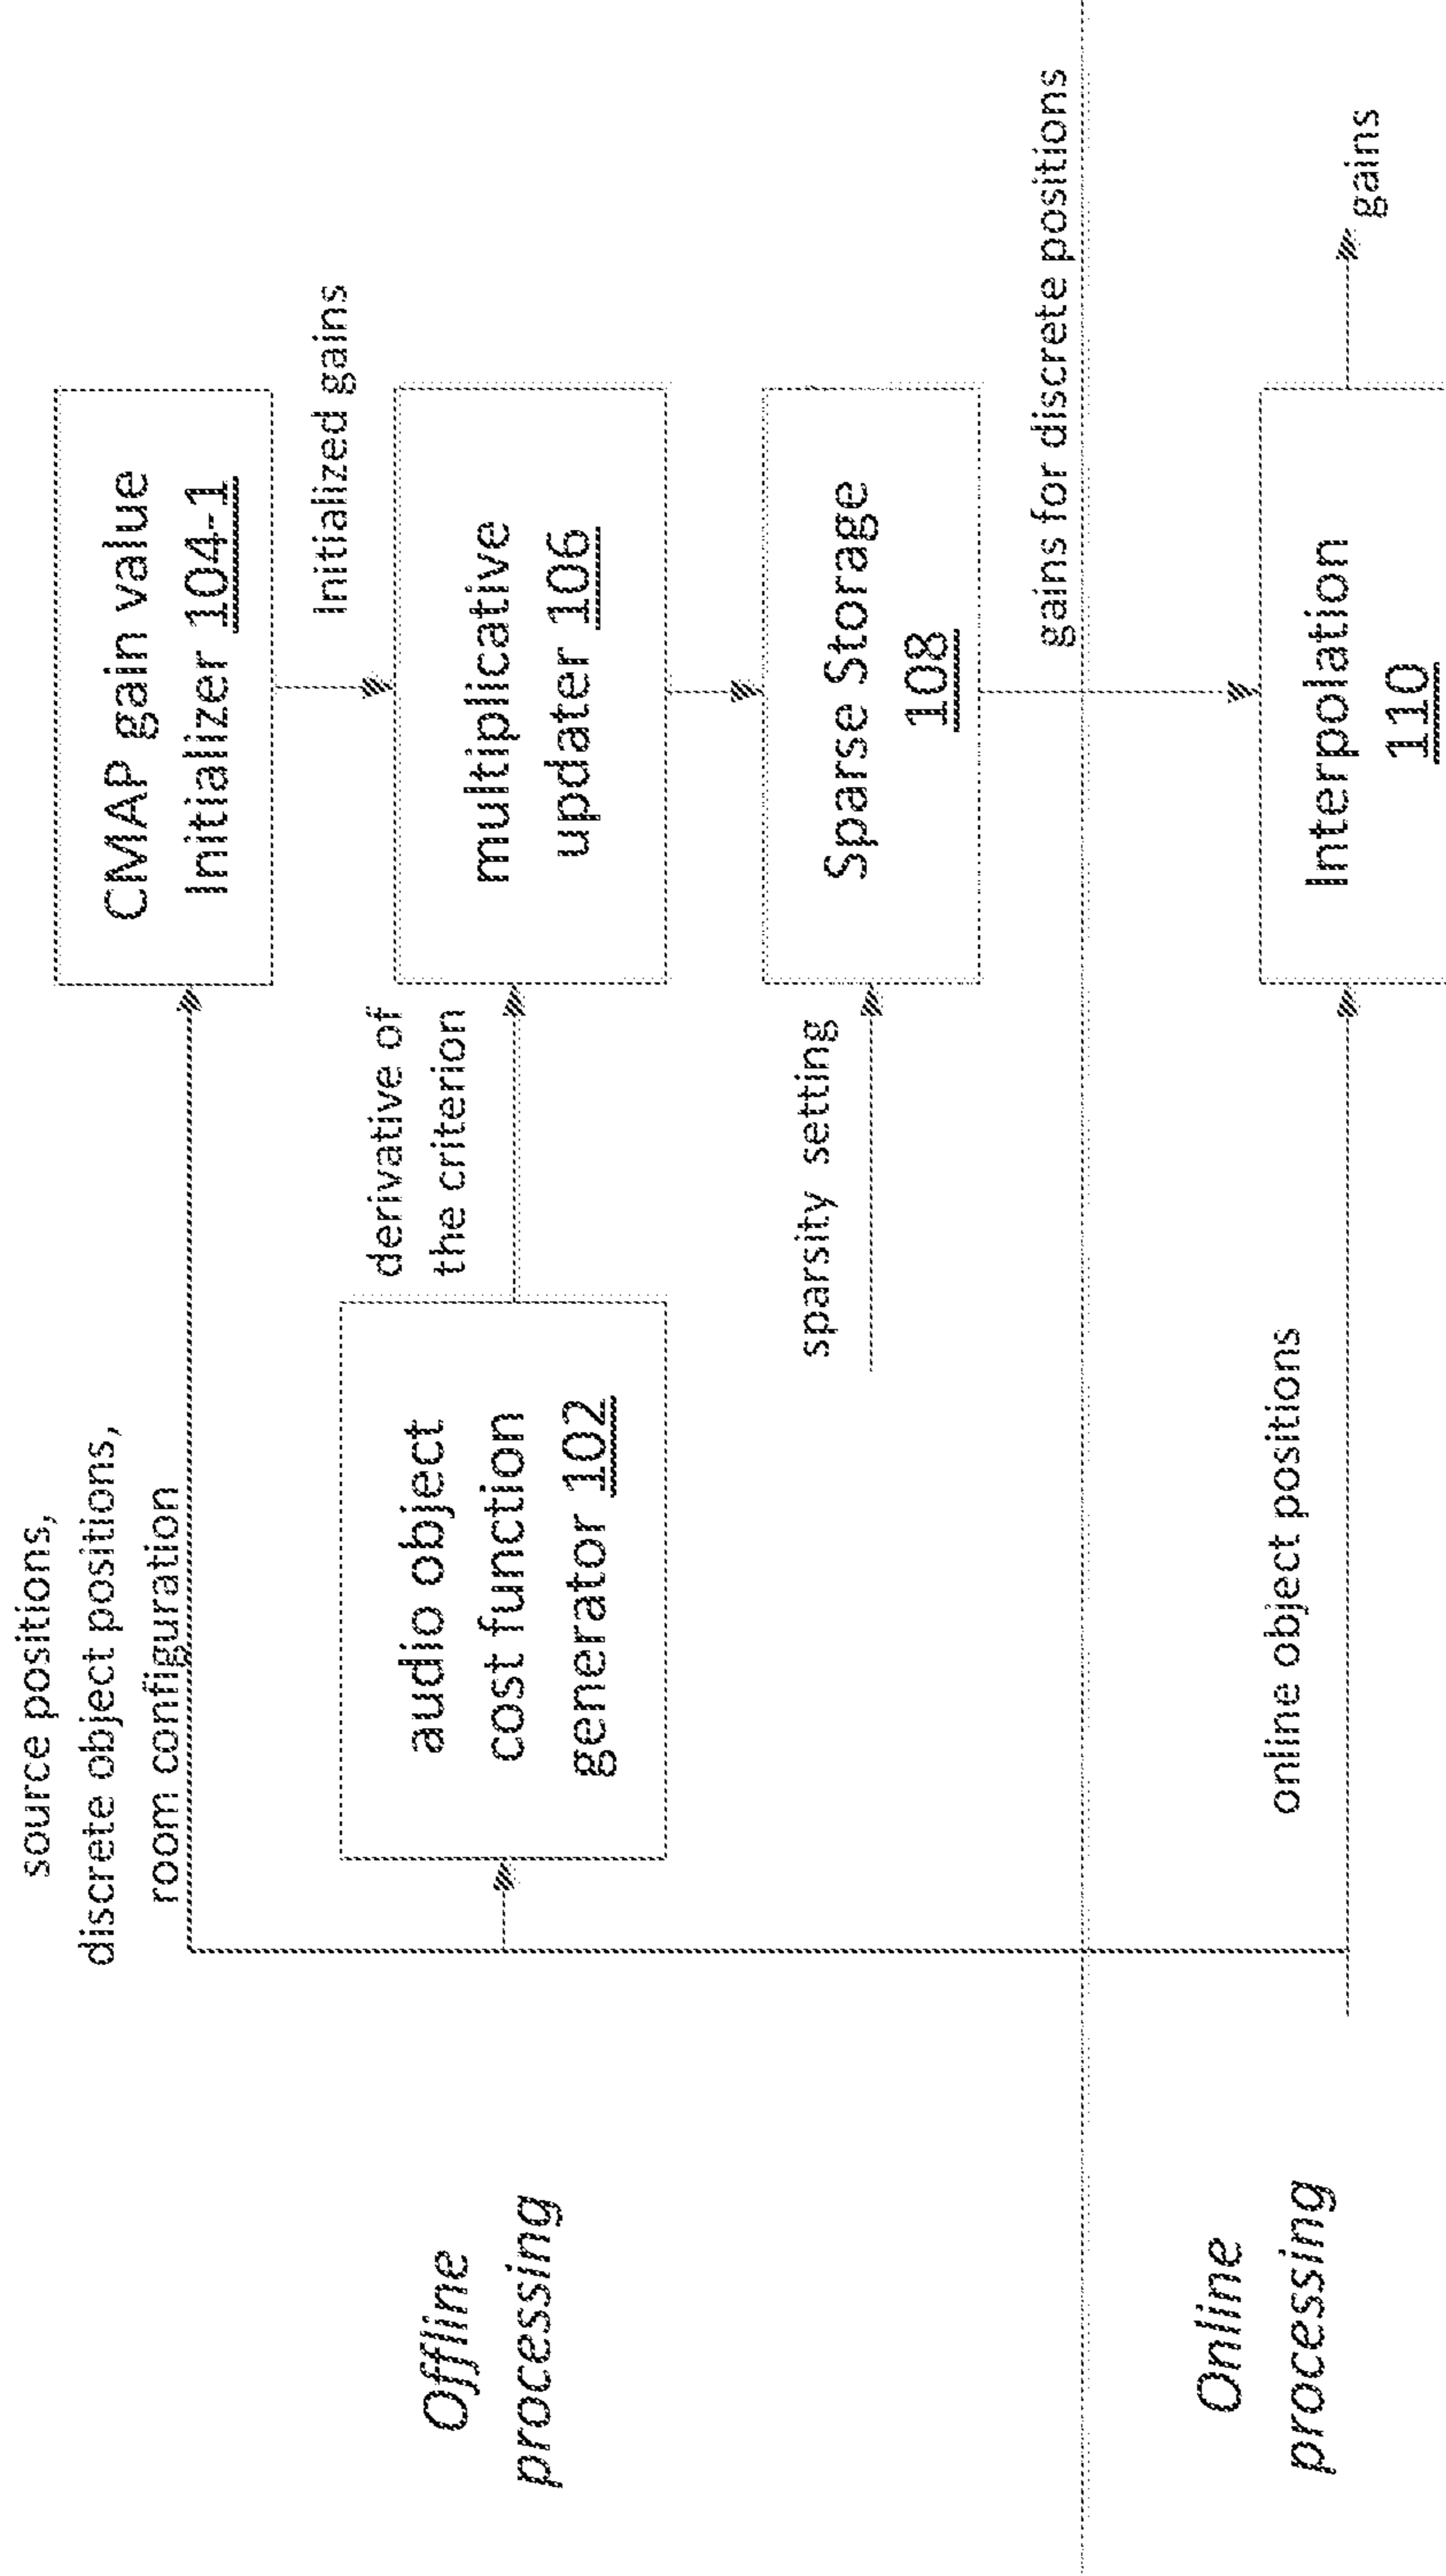 source positions,
discrete object positions,
room configuration
CMAP gain value
Initializer 104-1
Initialized gains
Offline
processing
audio object
cost function
generator 102
derivative of
the criterion
multiplicative
updater 106
sparsity setting
Sparse Storage
108
gains for discrete positions
Online
processing
online object positions
Interpolation
110
gains